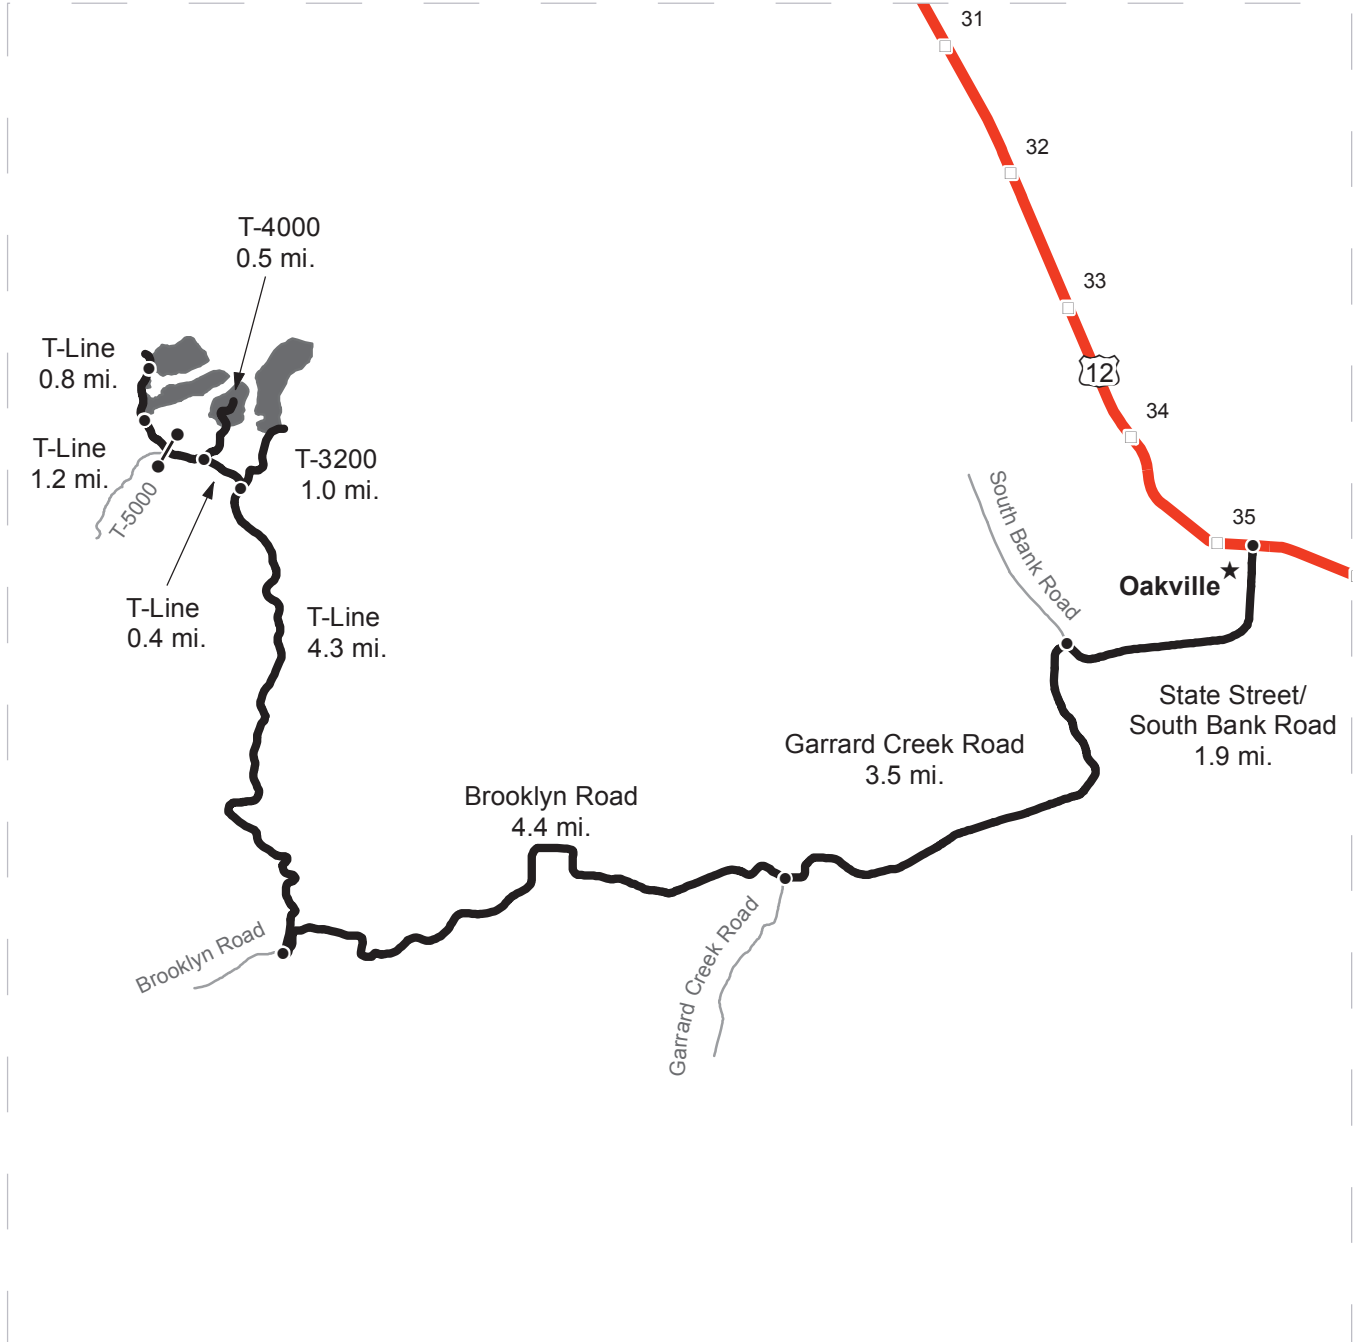 31
32
T-4000
0.5 mi.
33
T-Line
0.8 mi.
12
34
T-Line
1.2 mi.
T-3200
1.0 mi.
T-5000
South Bank Road
35
Oakville
T-Line
0.4 mi.
T-Line
4.3 mi.
State Street/
South Bank Road
1.9 mi.
Garrard Creek Road
3.5 mi.
Brooklyn Road
4.4 mi.
Brooklyn Road
Garrard Creek Road